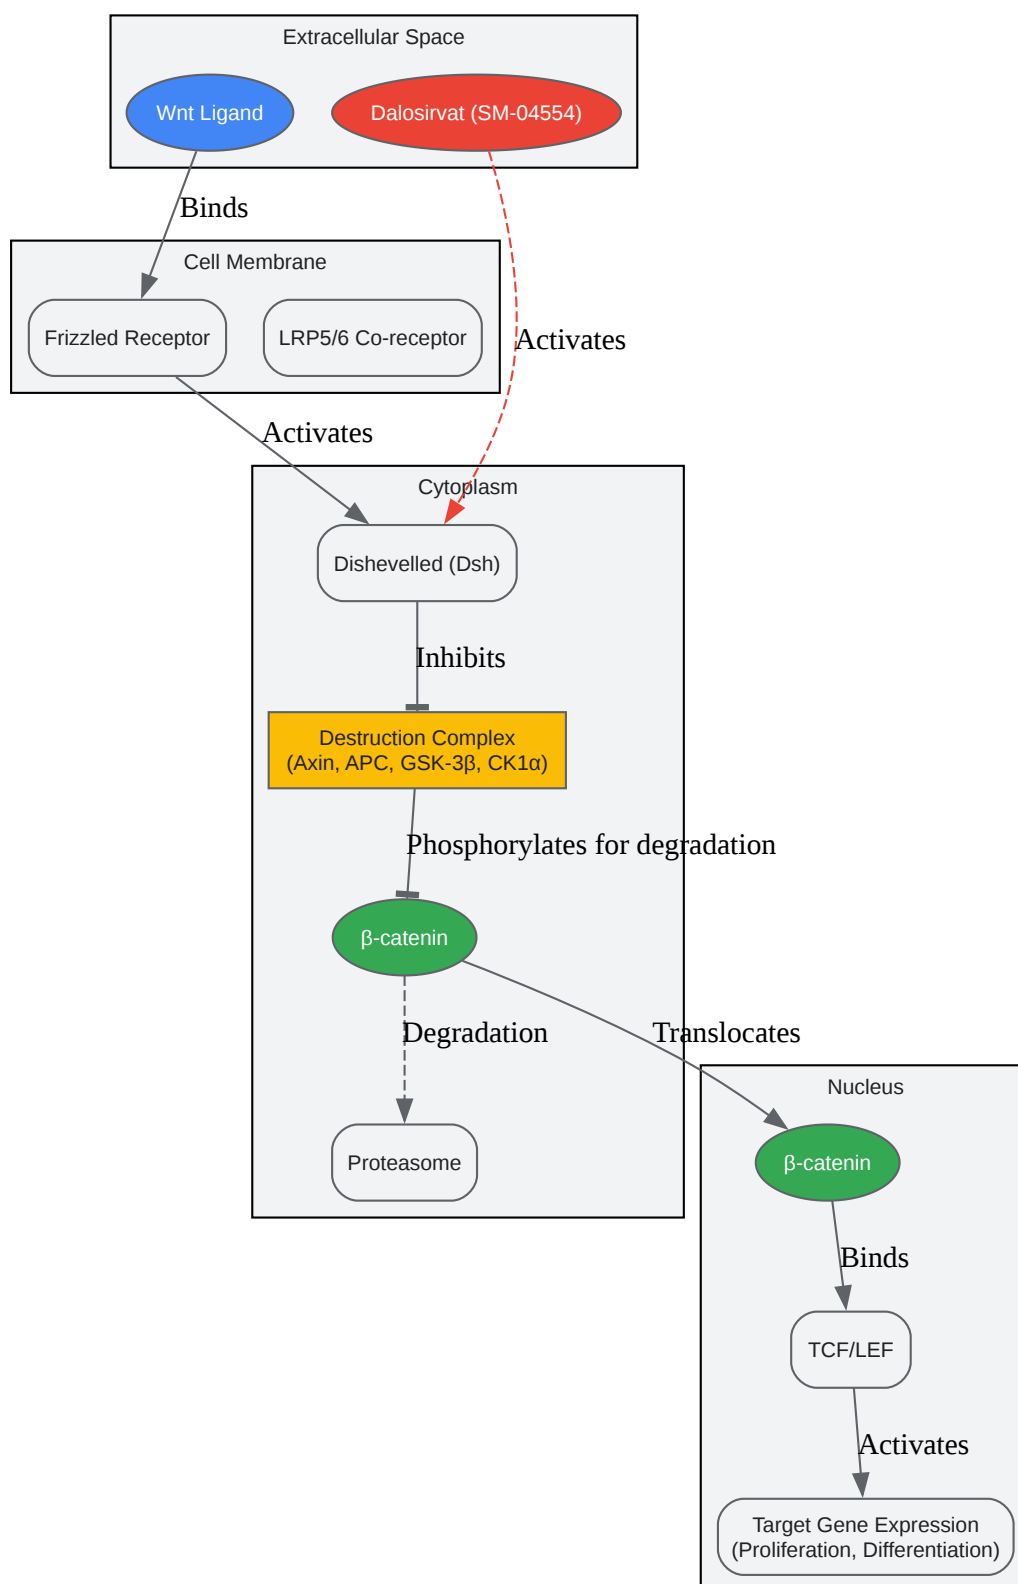 Extracellular Space
Wnt Ligand
Dalosirvat (SM-04554)
Binds
Cell Membrane
Frizzled Receptor
LRP5/6 Co-receptor
Activates
Activates
Cytoplasm
Dishevelled (Dsh)
Inhibits
Destruction Complex
(Axin, APC, GSK-3β, CK1α)
Phosphorylates for degradation
β-catenin
Degradation
Translocates
Nucleus
Proteasome
β-catenin
Binds
TCF/LEF
Activates
Target Gene Expression
(Proliferation, Differentiation)